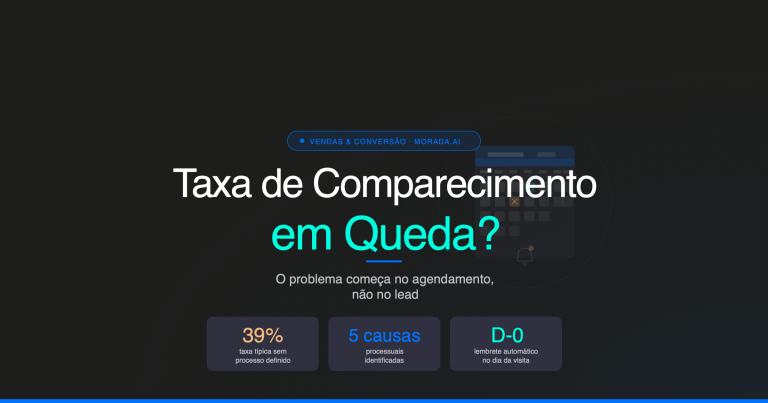 VENDAS & CONVERSÃO · MORADA.AI
Taxa de Comparecimento
em Queda?
O problema começa no agendamento,
não no lead
39%
taxa típica sem
processo definido
5 causas
processuais
identificadas
D-0
lembrete automático
no dia da visita